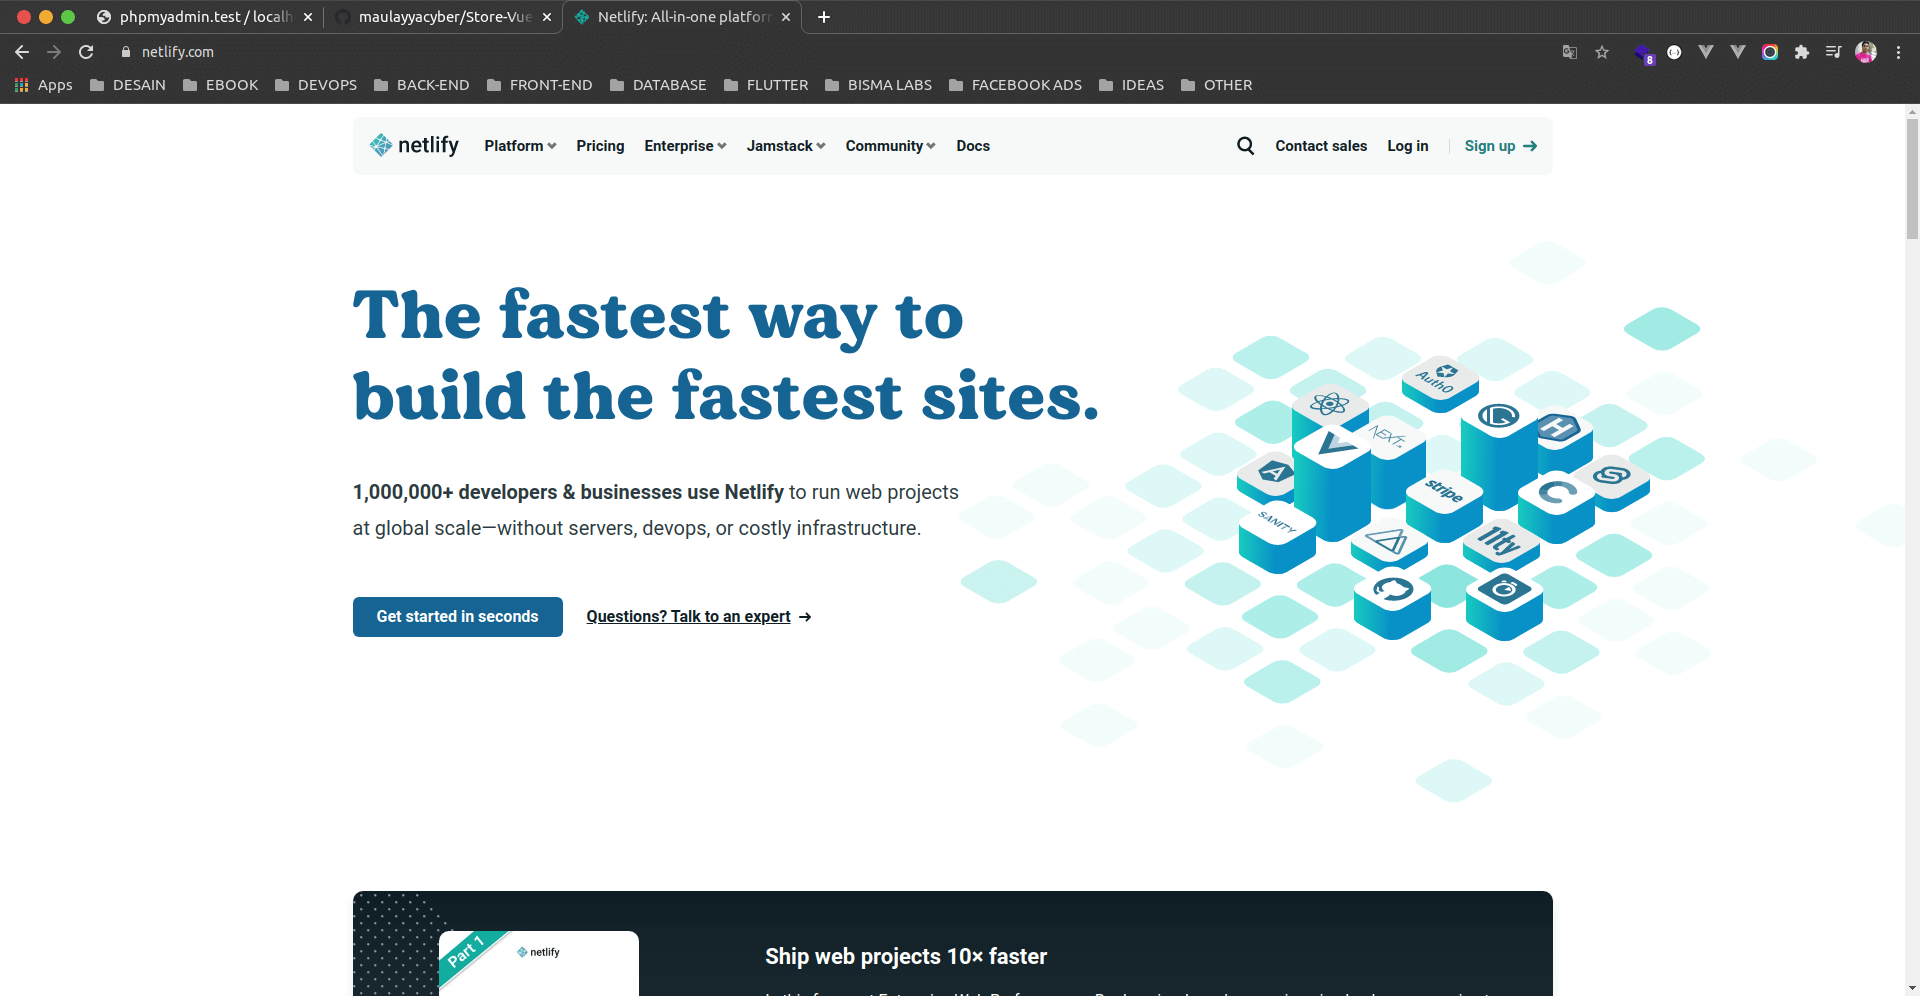 phpmyadmin.test / localh
maulayyacyber/Store-Vue
Netlify: All-in-one platfor
netlify.com
8
Apps DESAIN EBOOK DEVOPS BACK-END FRONT-END DATABASE FLUTTER BISMA LABS FACEBOOK ADS IDEAS OTHER
netlify Platform Pricing Enterprise Jamstack Community Docs Contact sales Log in Sign up →
The fastest way to
build the fastest sites.
1,000,000+ developers & businesses use Netlify to run web projects
at global scale—without servers, devops, or costly infrastructure.
Get started in seconds Questions? Talk to an expert →
Auth0
NEXT.
stripe
SANITY
11ty
Part 1
netlify
Ship web projects 10× faster